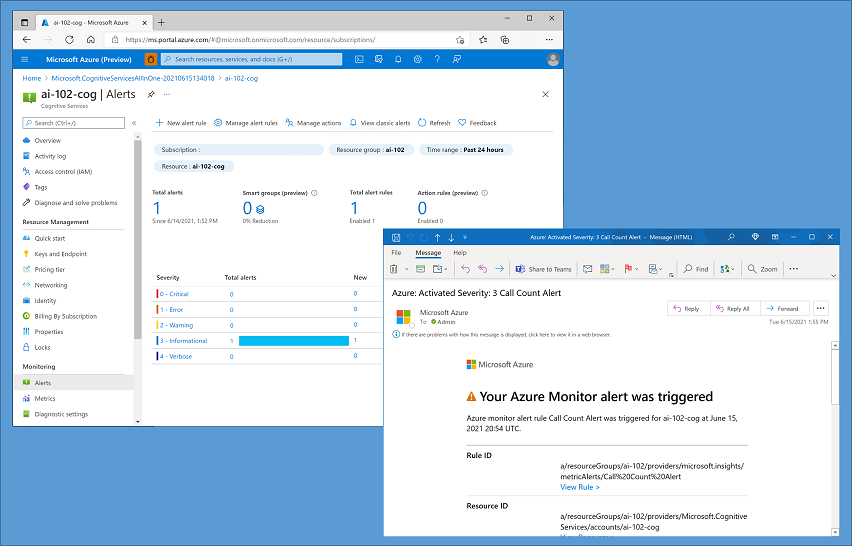 ai-102-cog - Microsoft Azure
https://ms.portal.azure.com/#@microsoft.onmicrosoft.com/resource/subscriptions/
Microsoft Azure (Preview)
Search resources, services, and docs (G+/)
Home > Microsoft.CognitiveServicesAllInOne-20210615134018 > ai-102-cog
ai-102-cog | Alerts
Cognitive Services
Search (Ctrl+/)
Overview
Activity log
Access control (IAM)
Tags
Diagnose and solve problems
Resource Management
Quick start
Keys and Endpoint
Pricing tier
Networking
Identity
Billing By Subscription
Properties
Locks
Monitoring
Alerts
Metrics
Diagnostic settings
New alert rule Manage alert rules Manage actions View classic alerts Refresh Feedback
Subscription :
Resource group : ai-102
Time range : Past 24 hours
Resource : ai-102-cog
Total alerts
1
Since 6/14/2021, 1:52 PM
Smart groups (preview)
0
0% Reduction
Total alert rules
1
Enabled 1
Action rules (preview)
0
Enabled 0
Severity Total alerts New
0 - Critical 0 0
1 - Error 0 0
2 - Warning 0 0
3 - Informational 1 1
4 - Verbose 0 0
Azure: Activated Severity: 3 Call Count Alert - Message (HTML)
File Message Help
Share to Teams
Find
Zoom
Azure: Activated Severity: 3 Call Count Alert
Microsoft Azure
To Admin
Reply Reply All Forward
Tue 6/15/2021 1:55 PM
If there are problems with how this message is displayed, click here to view it in a web browser.
Microsoft Azure
Your Azure Monitor alert was triggered
Azure monitor alert rule Call Count Alert was triggered for ai-102-cog at June 15,
2021 20:54 UTC.
Rule ID
a/resourceGroups/ai-102/providers/microsoft.insights/
metricAlerts/Call%20Count%20Alert
View Rule >
Resource ID
a/resourceGroups/ai-102/providers/Microsoft.Cognitive
Services/accounts/ai-102-cog